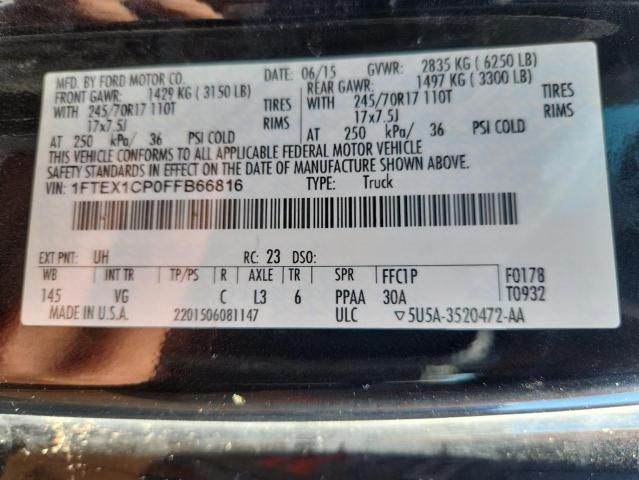 MFD. BY FORD MOTOR CO. DATE: 06/15 GVWR: 2835 KG ( 6250 LB)
FRONT GAWR: 1429 KG ( 3150 LB) REAR GAWR: 1497 KG ( 3300 LB)
WITH 245/70R17 110T TIRES WITH 245/70R17 110T TIRES
17x7.5J RIMS 17x7.5J RIMS
AT 250 kPa/ 36 PSI COLD AT 250 kPa/ 36 PSI COLD
THIS VEHICLE CONFORMS TO ALL APPLICABLE FEDERAL MOTOR VEHICLE
SAFETY STANDARDS IN EFFECT ON THE DATE OF MANUFACTURE SHOWN ABOVE.
VIN: 1FTEX1CP0FFB66816 TYPE: Truck
EXT PNT: UH RC: 23 DSO:
WB INT TR TP/PS R AXLE TR SPR FFC1P F0178
145 VG C L3 6 PPAA 30A T0932
MADE IN U.S.A. 2201506081147 ULC ▽5U5A-3520472-AA